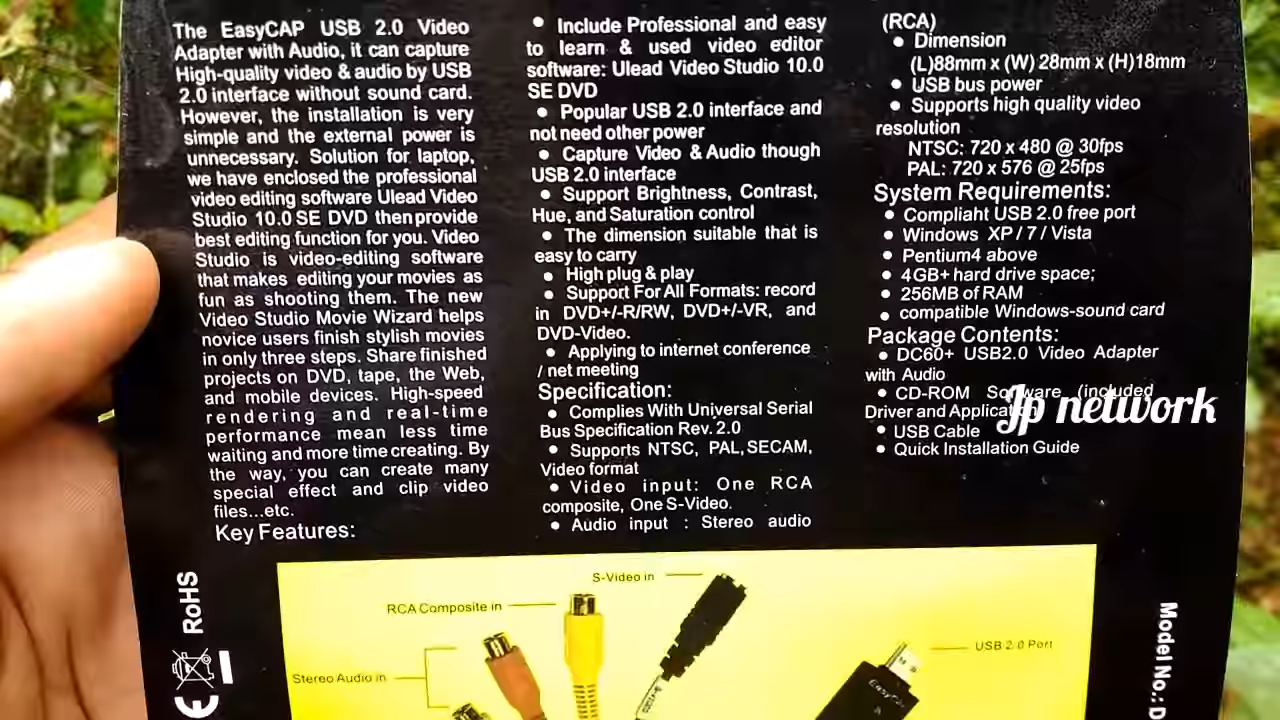 The EasyCAP USB 2.0 Video
Adapter with Audio, it can capture
High-quality video & audio by USB
2.0 interface without sound card.
However, the installation is very
simple and the external power is
unnecessary. Solution for laptop,
we have enclosed the professional
video editing software Ulead Video
Studio 10.0 SE DVD then provide
best editing function for you. Video
Studio is video-editing software
that makes editing your movies as
fun as shooting them. The new
Video Studio Movie Wizard helps
novice users finish stylish movies
in only three steps. Share finished
projects on DVD, tape, the Web,
and mobile devices. High-speed
rendering and real-time
performance mean less time
waiting and more time creating. By
the way, you can create many
special effect and clip video
files...etc.
Key Features:
• Include Professional and easy
to learn & used video editor
software: Ulead Video Studio 10.0
SE DVD
• Popular USB 2.0 interface and
not need other power
• Capture Video & Audio though
USB 2.0 interface
• Support Brightness, Contrast,
Hue, and Saturation control
• The dimension suitable that is
easy to carry
• High plug & play
• Support For All Formats: record
in DVD+/-R/RW, DVD+/-VR, and
DVD-Video.
• Applying to internet conference
/ net meeting
Specification:
• Complies With Universal Serial
Bus Specification Rev. 2.0
• Supports NTSC, PAL, SECAM,
Video format
• Video input: One RCA
composite, One S-Video.
• Audio input : Stereo audio
(RCA)
• Dimension
(L)88mm x (W) 28mm x (H)18mm
• USB bus power
• Supports high quality video
resolution
NTSC: 720 x 480 @ 30fps
PAL: 720 x 576 @ 25fps
System Requirements:
• Compliaht USB 2.0 free port
• Windows XP / 7 / Vista
• Pentium4 above
• 4GB+ hard drive space;
• 256MB of RAM
• compatible Windows-sound card
Package Contents:
• DC60+ USB2.0 Video Adapter
with Audio
• CD-ROM Software (included
Driver and Applicat
Jp network
• USB Cable
• Quick Installation Guide
RoHS
CE
S-Video in
RCA Composite in
Stereo Audio in
USB 2.0 Port
EasyCAP
Model No.: D